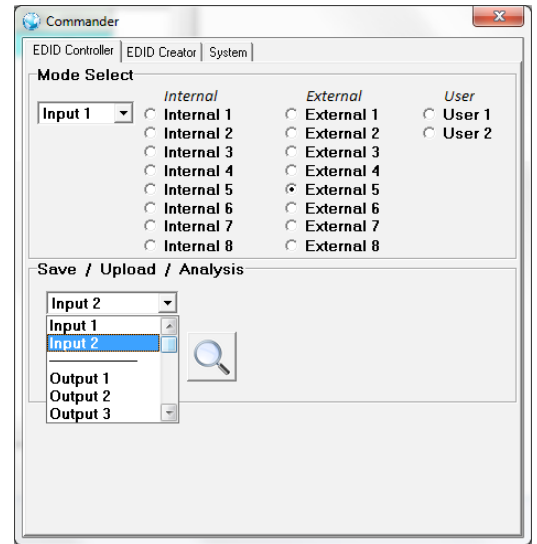 Commander
EDID Controller EDID Creator System
Mode Select
Internal External User
Input 1 Internal 1 External 1 User 1
Internal 2 External 2 User 2
Internal 3 External 3
Internal 4 External 4
Internal 5 External 5
Internal 6 External 6
Internal 7 External 7
Internal 8 External 8
Save / Upload / Analysis
Input 2
Input 1
Input 2
Output 1
Output 2
Output 3